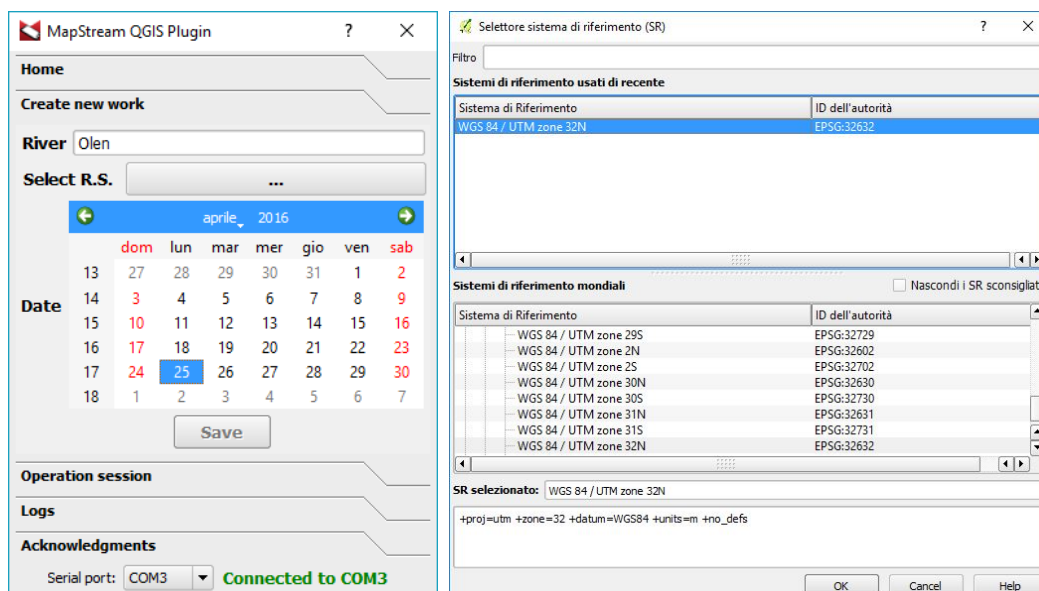 MapStream QGIS Plugin ? ×
Home
Create new work
River Olen
Select R.S. ...
aprile 2016
dom lun mar mer gio ven sab
13 27 28 29 30 31 1 2
14 3 4 5 6 7 8 9
Date
15 10 11 12 13 14 15 16
16 17 18 19 20 21 22 23
17 24 25 26 27 28 29 30
18 1 2 3 4 5 6 7
Save
Operation session
Logs
Acknowledgments
Serial port: COM3 Connected to COM3
Selettore sistema di riferimento (SR) ? ×
Filtro
Sistemi di riferimento usati di recente
Sistema di Riferimento ID dell'autorità
WGS 84 / UTM zone 32N EPSG:32632
Sistemi di riferimento mondiali Nascondi i SR sconsigliat
Sistema di Riferimento ID dell'autorità
WGS 84 / UTM zone 29S EPSG:32729
WGS 84 / UTM zone 2N EPSG:32602
WGS 84 / UTM zone 2S EPSG:32702
WGS 84 / UTM zone 30N EPSG:32630
WGS 84 / UTM zone 30S EPSG:32730
WGS 84 / UTM zone 31N EPSG:32631
WGS 84 / UTM zone 31S EPSG:32731
WGS 84 / UTM zone 32N EPSG:32632
SR selezionato: WGS 84 / UTM zone 32N
+proj=utm +zone=32 +datum=WGS84 +units=m +no_defs
OK Cancel Help